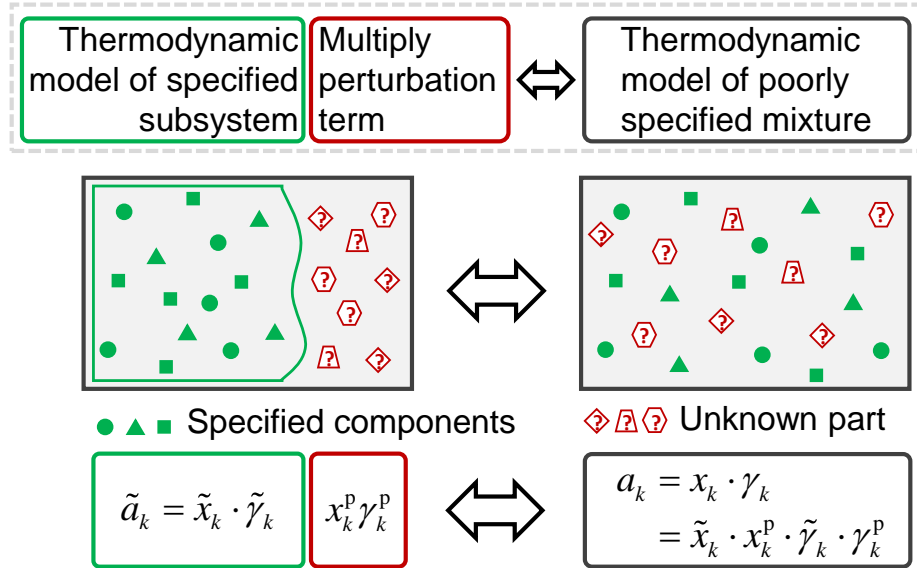 Thermodynamic
model of specified
subsystem
Multiply
perturbation
term
Thermodynamic
model of poorly
specified mixture
? ? ? ? ? ? ? ?
? ? ? ? ? ? ? ?
Specified components
? ? ? Unknown part
ã_k = x̃_k · γ̃_k
x_k^p γ_k^p
a_k = x_k · γ_k
= x̃_k · x_k^p · γ̃_k · γ_k^p